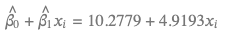 β̂₀ + β̂₁xᵢ = 10.2779 + 4.9193xᵢ